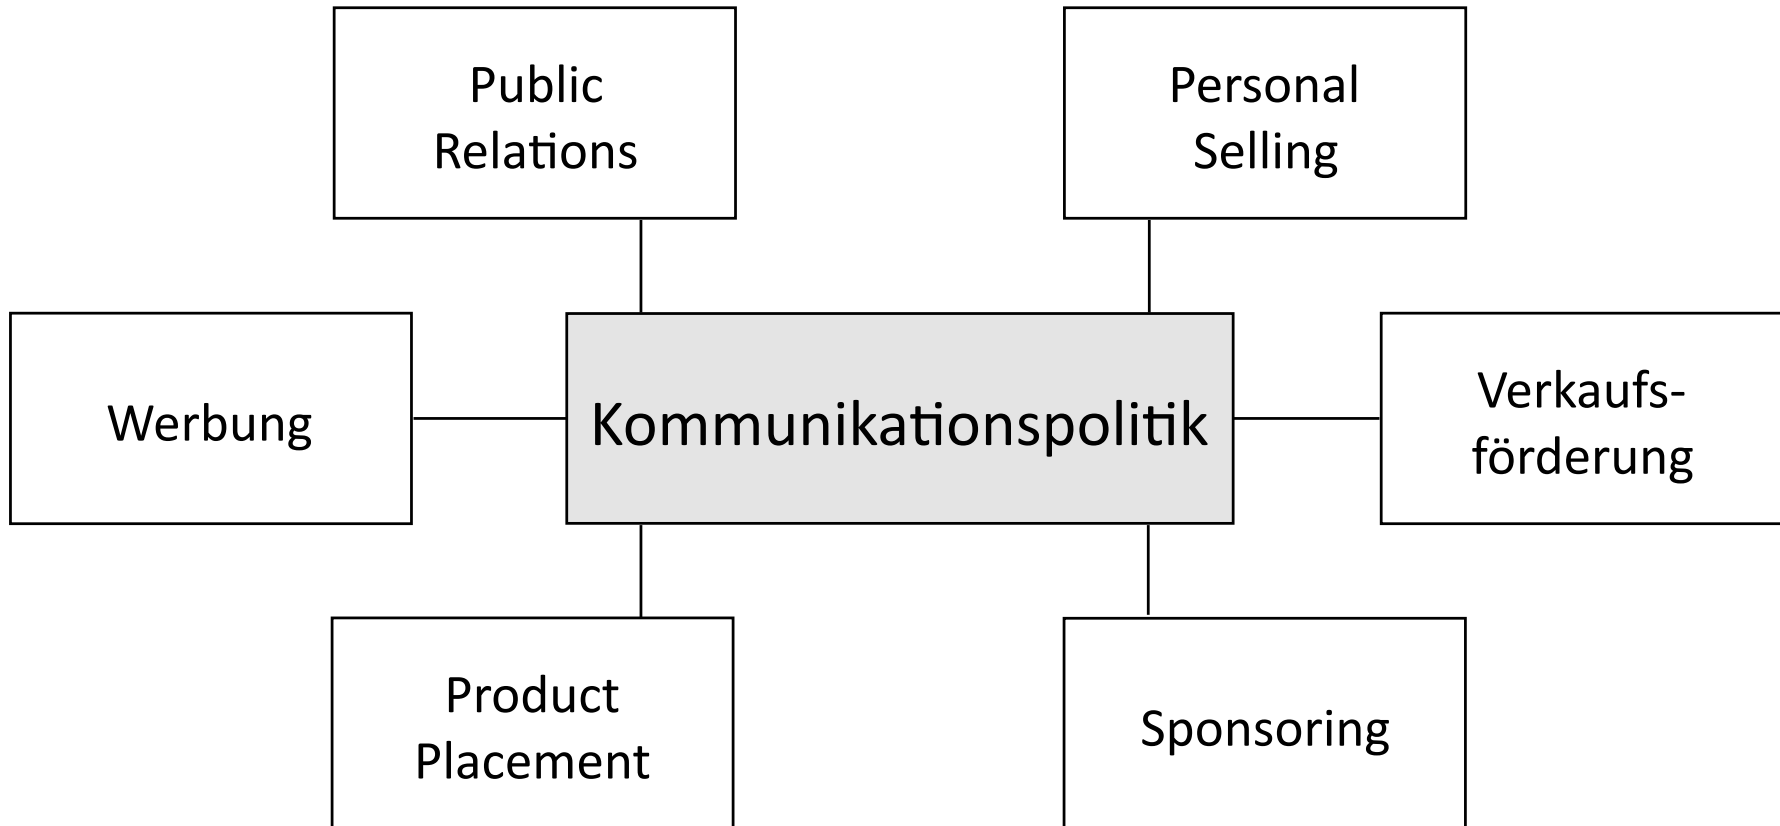 Public
Relations
Personal
Selling
Werbung
Kommunikationspolitik
Verkaufs-
förderung
Product
Placement
Sponsoring